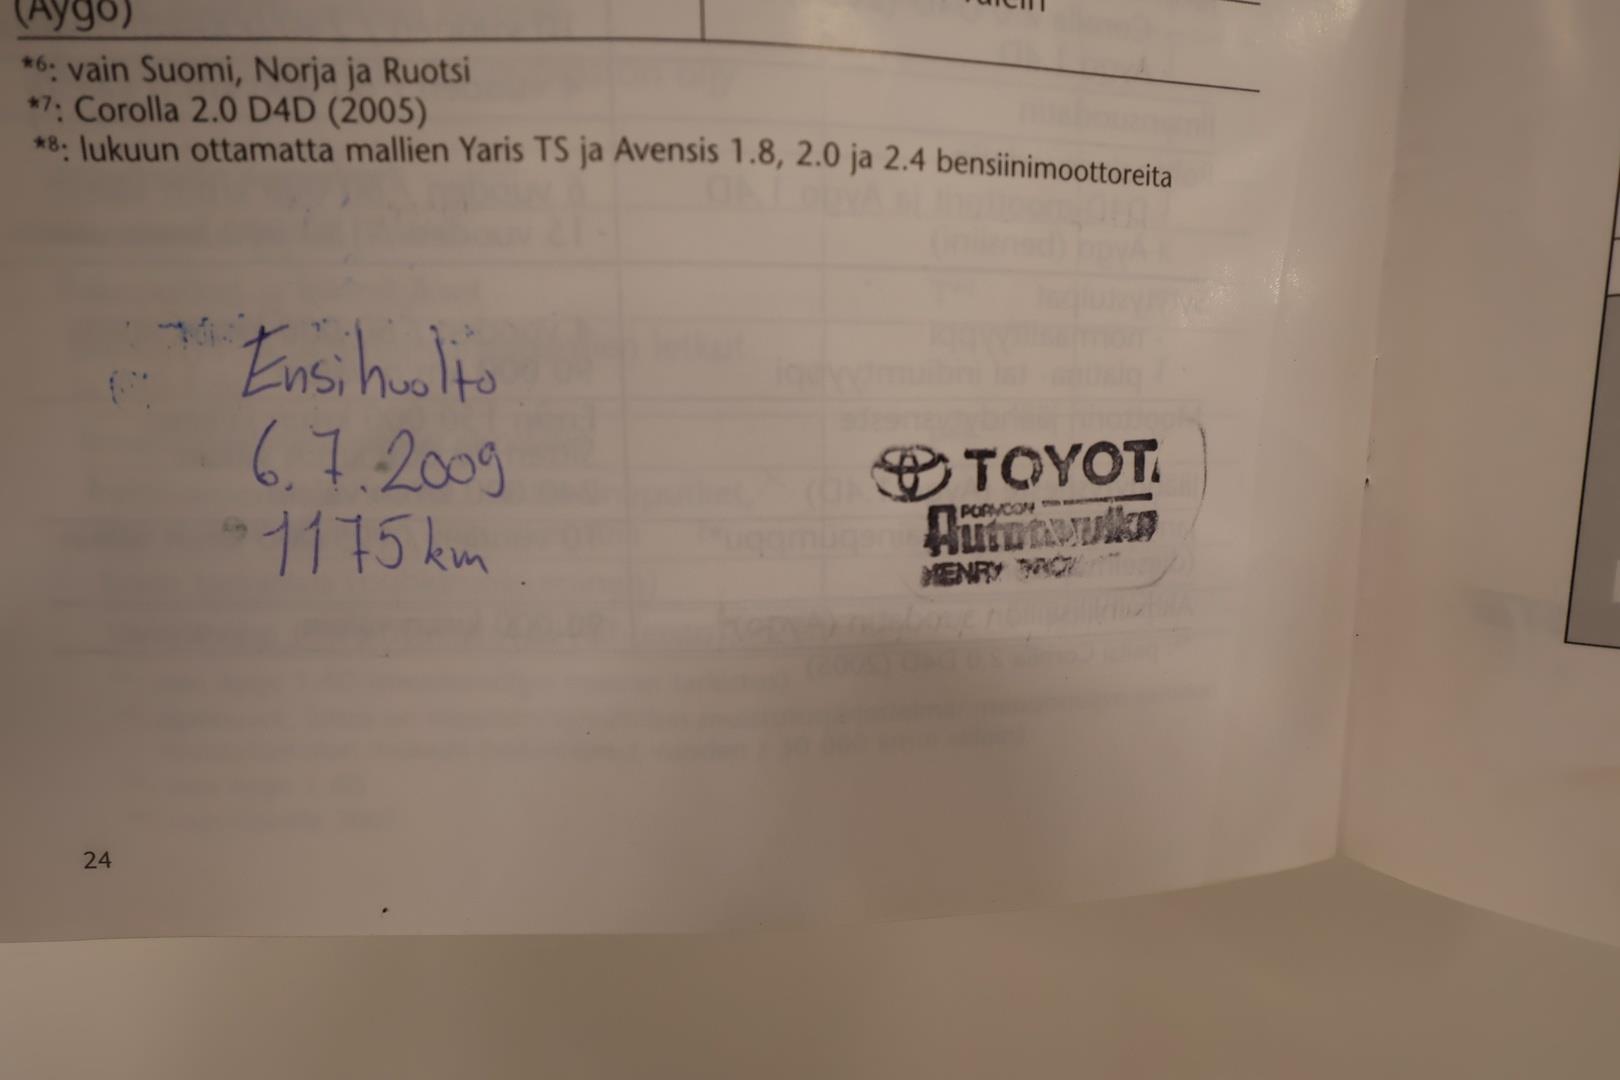 (Aygo)
*6: vain Suomi, Norja ja Ruotsi
*7: Corolla 2.0 D4D (2005)
*8: lukuun ottamatta mallien Yaris TS ja Avensis 1.8, 2.0 ja 2.4 bensiinimoottoreita
Ensihuolto
6.7.2009
1175 km
TOYOT
PORVOON
HENRY
24